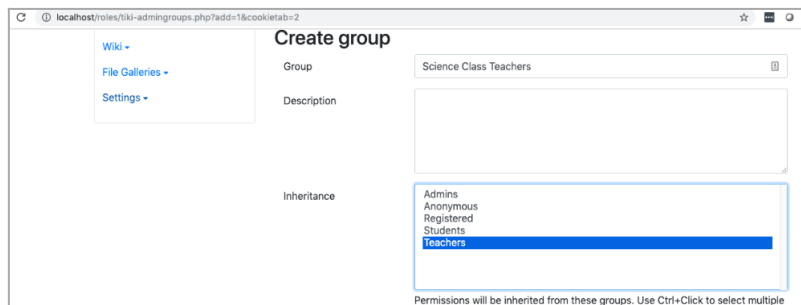 localhost/roles/tiki-admingroups.php?add=1&cookietab=2
Wiki
File Galleries
Settings
Create group
Group
Science Class Teachers
Description
Inheritance
Admins
Anonymous
Registered
Students
Teachers
Permissions will be inherited from these groups. Use Ctrl+Click to select multiple